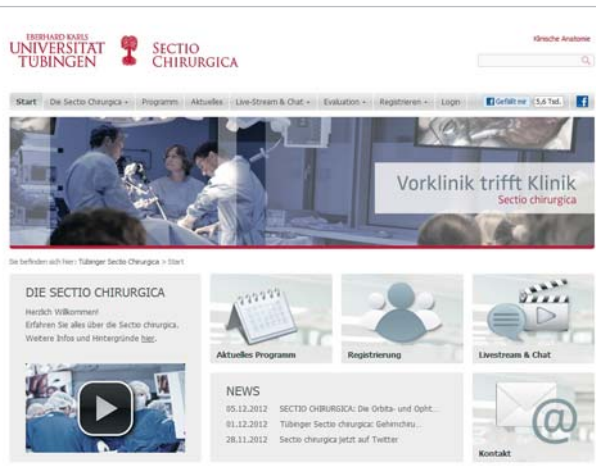 EBERHARD KARLS
UNIVERSITÄT
TÜBINGEN
SECTIO
CHIRURGICA
Klinische Anatomie
Start Die Sectio Chirurgica Programm Aktuelles Live-Stream & Chat Evaluation Registrieren Login Gefällt mir 5,6 Tsd.
Vorklinik trifft Klinik
Sectio chirurgica
Sie befinden sich hier: Tübinger Sectio Chirurgica > Start
DIE SECTIO CHIRURGICA
Herzlich Willkommen!
Erfahren Sie alles über die Sectio chirurgica.
Weitere Infos und Hintergründe hier.
Aktuelles Programm
Registrierung
Livestream & Chat
NEWS
05.12.2012 SECTIO CHIRURGICA: Die Orbita- und Opht...
01.12.2012 Tübinger Sectio chirurgica: Gehirnchiru...
28.11.2012 Sectio chirurgica jetzt auf Twitter
Kontakt